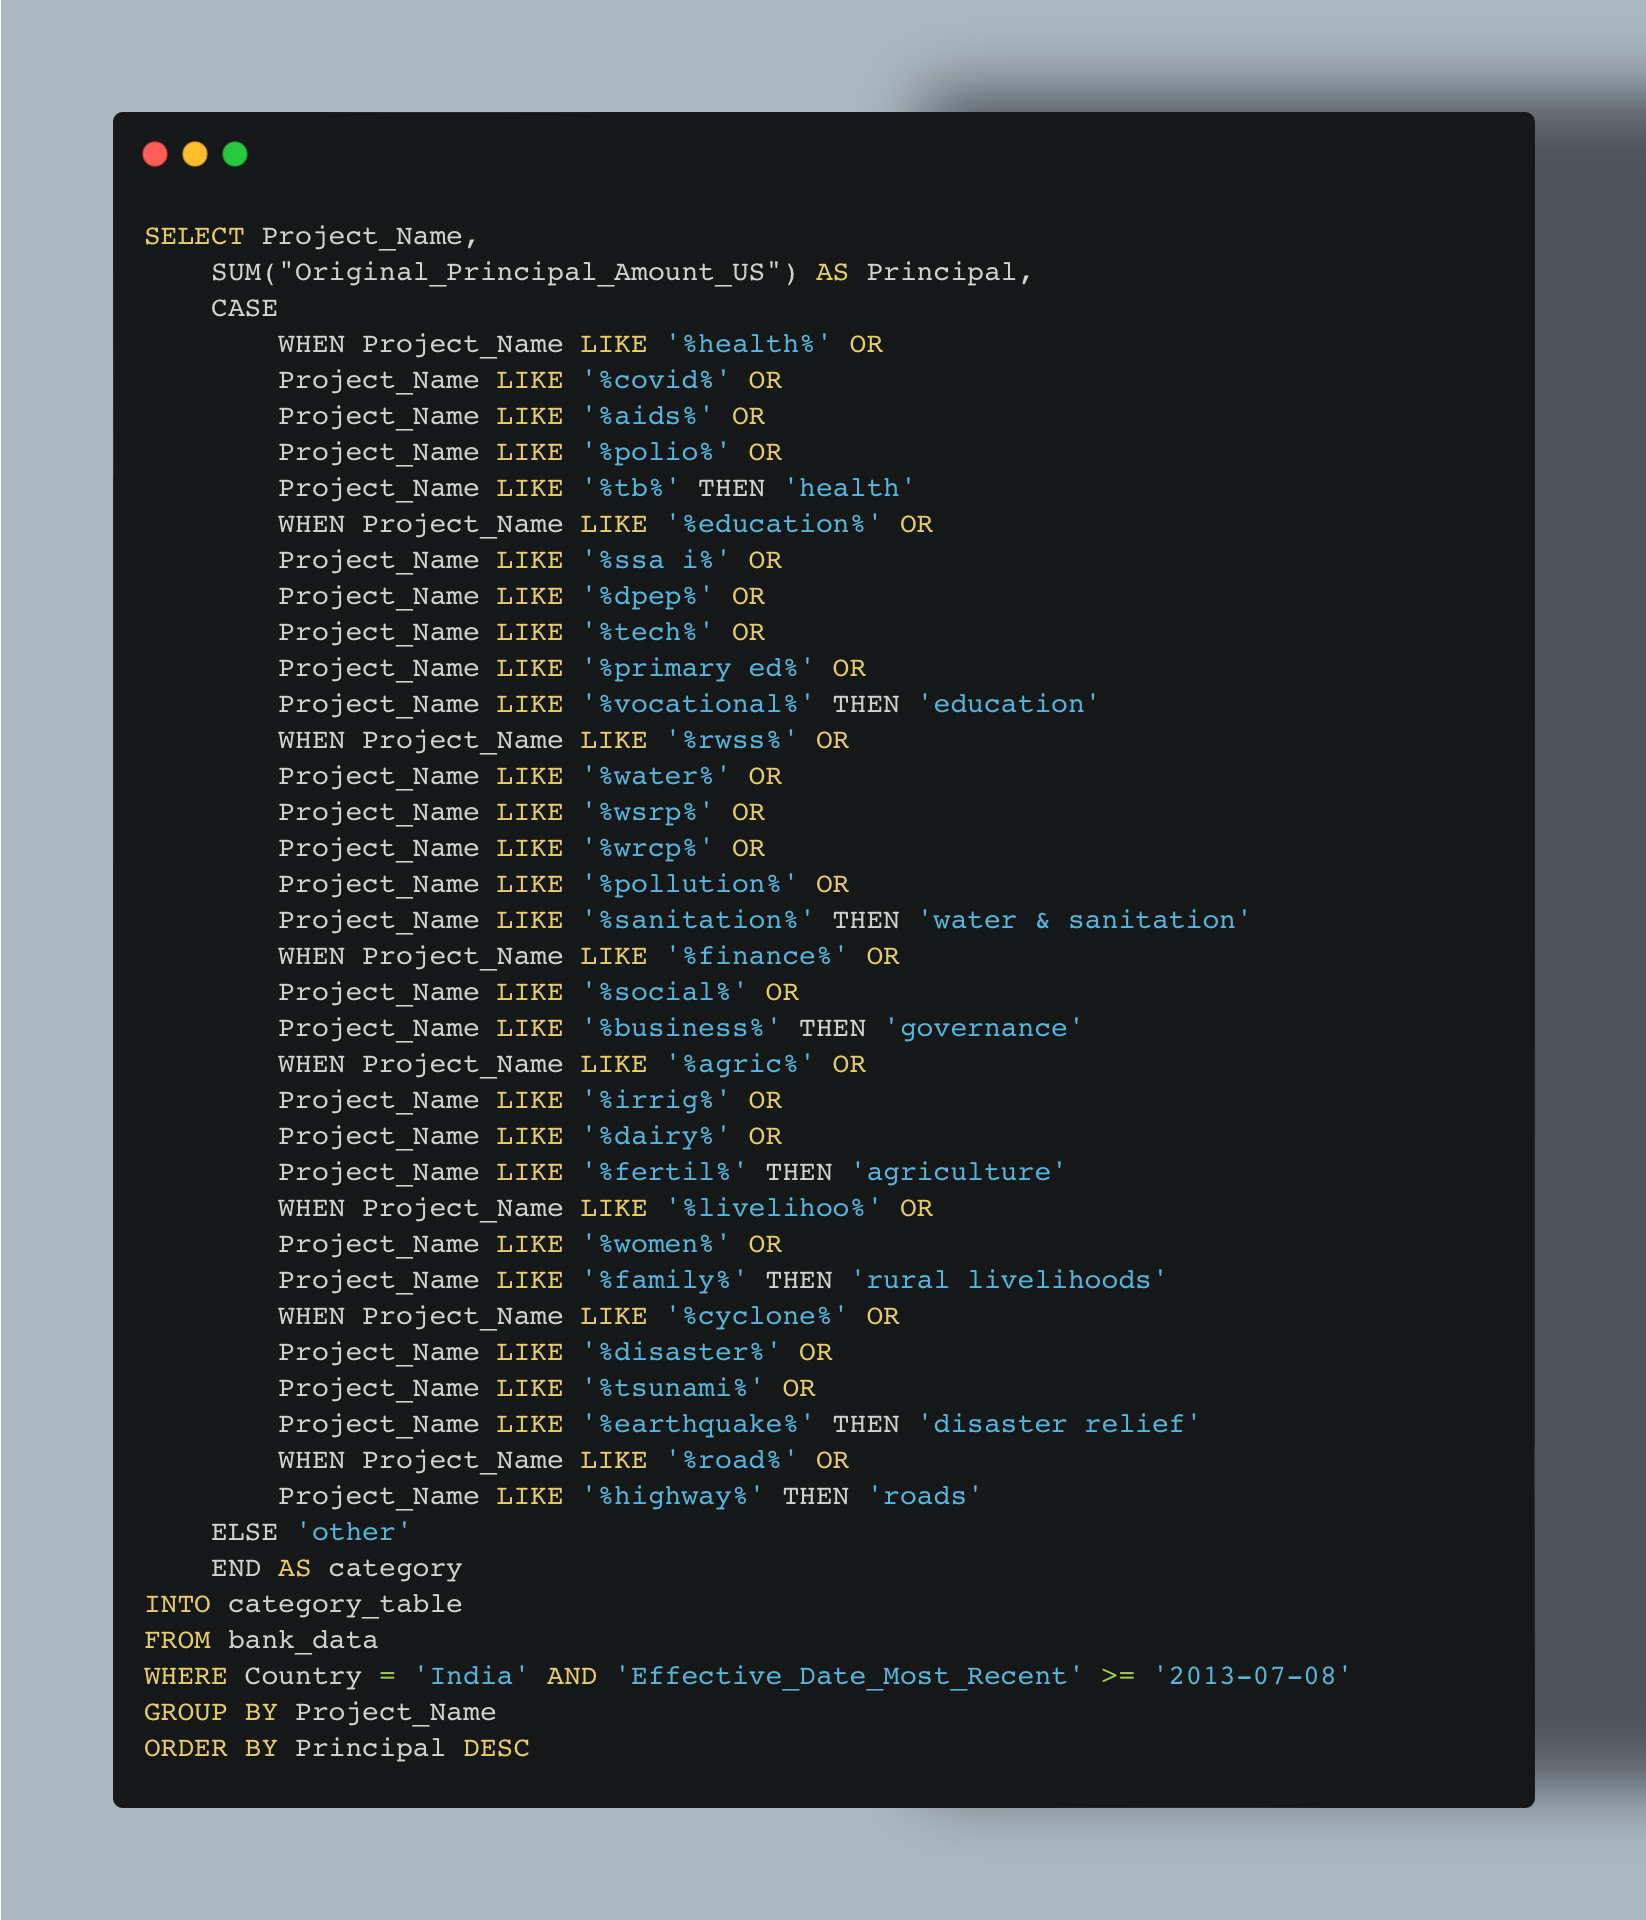 SELECT Project_Name,
    SUM("Original_Principal_Amount_US") AS Principal,
    CASE
        WHEN Project_Name LIKE '%health%' OR
        Project_Name LIKE '%covid%' OR
        Project_Name LIKE '%aids%' OR
        Project_Name LIKE '%polio%' OR
        Project_Name LIKE '%tb%' THEN 'health'
        WHEN Project_Name LIKE '%education%' OR
        Project_Name LIKE '%ssa i%' OR
        Project_Name LIKE '%dpep%' OR
        Project_Name LIKE '%tech%' OR
        Project_Name LIKE '%primary ed%' OR
        Project_Name LIKE '%vocational%' THEN 'education'
        WHEN Project_Name LIKE '%rwss%' OR
        Project_Name LIKE '%water%' OR
        Project_Name LIKE '%wsrp%' OR
        Project_Name LIKE '%wrcp%' OR
        Project_Name LIKE '%pollution%' OR
        Project_Name LIKE '%sanitation%' THEN 'water & sanitation'
        WHEN Project_Name LIKE '%finance%' OR
        Project_Name LIKE '%social%' OR
        Project_Name LIKE '%business%' THEN 'governance'
        WHEN Project_Name LIKE '%agric%' OR
        Project_Name LIKE '%irrig%' OR
        Project_Name LIKE '%dairy%' OR
        Project_Name LIKE '%fertil%' THEN 'agriculture'
        WHEN Project_Name LIKE '%livelihoo%' OR
        Project_Name LIKE '%women%' OR
        Project_Name LIKE '%family%' THEN 'rural livelihoods'
        WHEN Project_Name LIKE '%cyclone%' OR
        Project_Name LIKE '%disaster%' OR
        Project_Name LIKE '%tsunami%' OR
        Project_Name LIKE '%earthquake%' THEN 'disaster relief'
        WHEN Project_Name LIKE '%road%' OR
        Project_Name LIKE '%highway%' THEN 'roads'
    ELSE 'other'
    END AS category
INTO category_table
FROM bank_data
WHERE Country = 'India' AND 'Effective_Date_Most_Recent' >= '2013-07-08'
GROUP BY Project_Name
ORDER BY Principal DESC